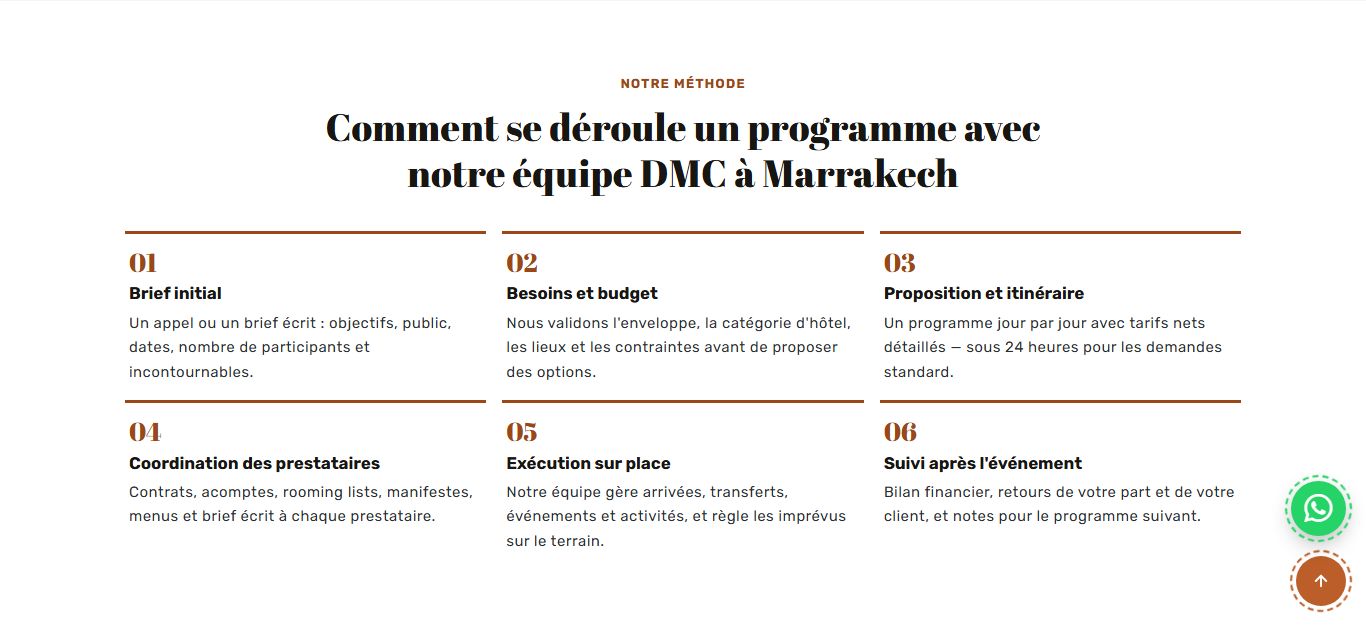 NOTRE MÉTHODE
Comment se déroule un programme avec
notre équipe DMC à Marrakech
01
Brief initial
Un appel ou un brief écrit : objectifs, public,
dates, nombre de participants et
incontournables.
02
Besoins et budget
Nous validons l'enveloppe, la catégorie d'hôtel,
les lieux et les contraintes avant de proposer
des options.
03
Proposition et itinéraire
Un programme jour par jour avec tarifs nets
détaillés — sous 24 heures pour les demandes
standard.
04
Coordination des prestataires
Contrats, acomptes, rooming lists, manifestes,
menus et brief écrit à chaque prestataire.
05
Exécution sur place
Notre équipe gère arrivées, transferts,
événements et activités, et règle les imprévus
sur le terrain.
06
Suivi après l'événement
Bilan financier, retours de votre part et de votre
client, et notes pour le programme suivant.